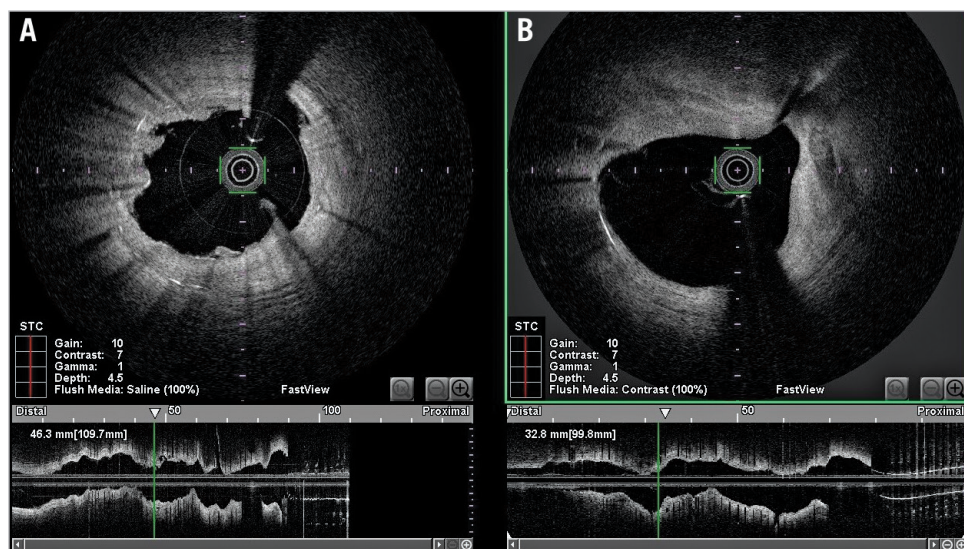 A
STC
Gain: 10
Contrast: 7
Gamma: 1
Depth: 4.5
Flush Media: Saline (100%)
FastView
Distal
50
100
Proximal
46.3 mm[109.7mm]
B
STC
Gain: 10
Contrast: 7
Gamma: 1
Depth: 4.5
Flush Media: Contrast (100%)
FastView
Distal
50
Proximal
32.8 mm[99.8mm]